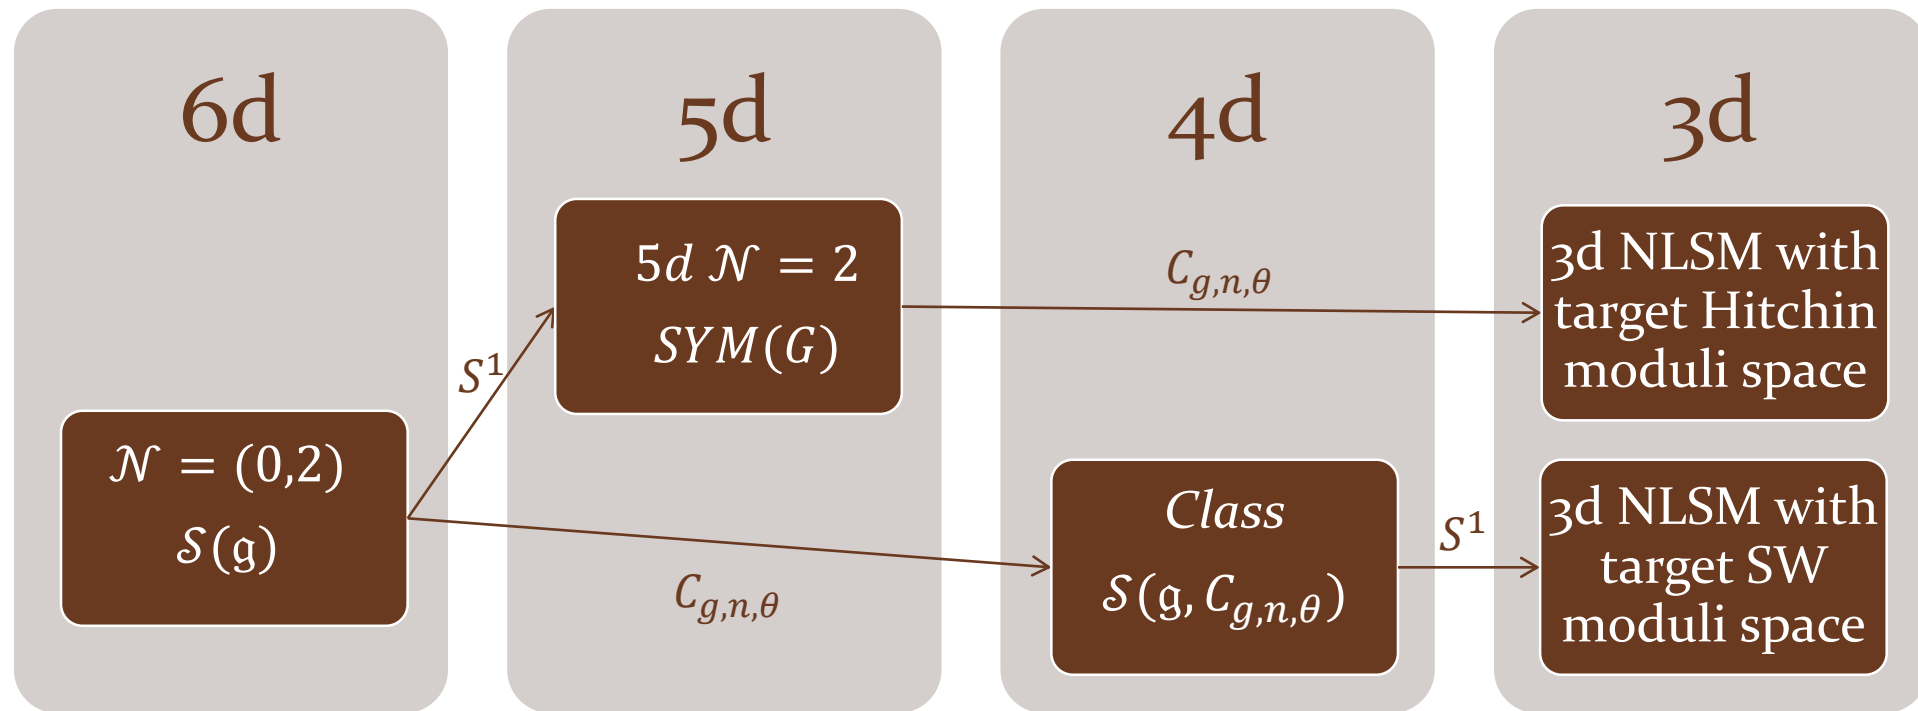 6d
5d
4d
3d
𝒩 = (0,2)
𝒮(𝔤)
S¹
C_{g,n,θ}
5d 𝒩 = 2
SYM(G)
C_{g,n,θ}
Class
𝒮(𝔤, C_{g,n,θ})
S¹
3d NLSM with
target Hitchin
moduli space
3d NLSM with
target SW
moduli space